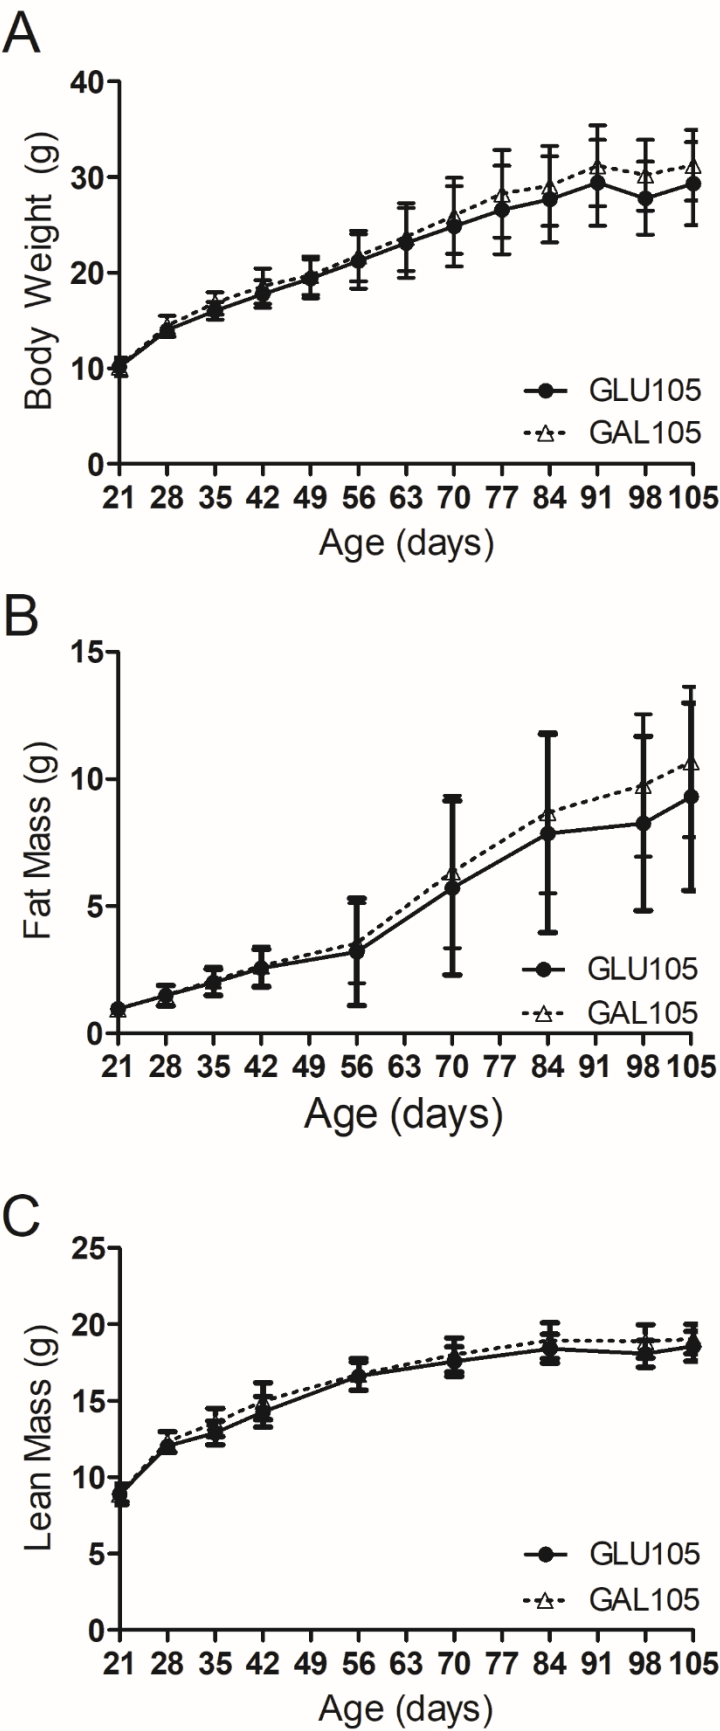 A
Body Weight (g)
40
30
20
10
0
GLU105
GAL105
21 28 35 42 49 56 63 70 77 84 91 98 105
Age (days)
B
Fat Mass (g)
15
10
5
0
GLU105
GAL105
21 28 35 42 49 56 63 70 77 84 91 98 105
Age (days)
C
Lean Mass (g)
25
20
15
10
5
0
GLU105
GAL105
21 28 35 42 49 56 63 70 77 84 91 98 105
Age (days)